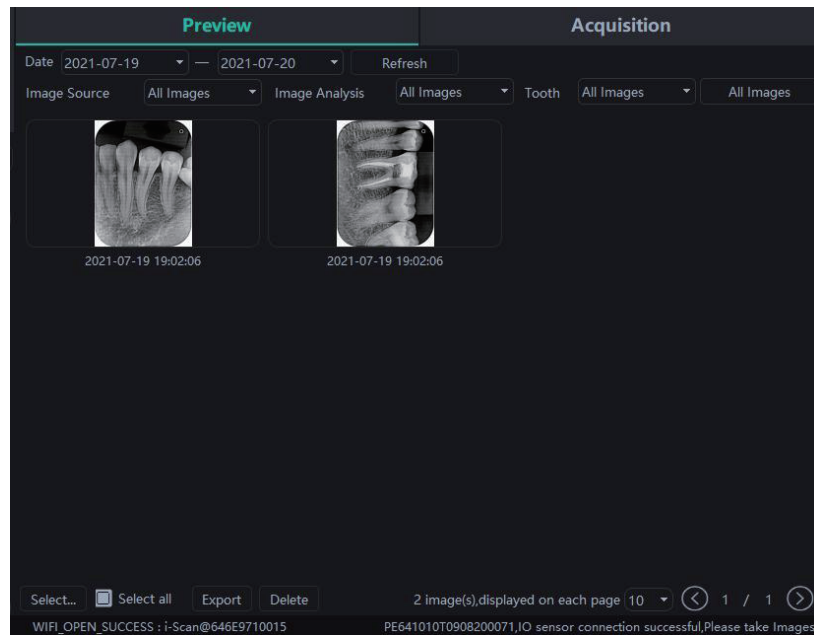 Preview Acquisition
Date 2021-07-19 — 2021-07-20 Refresh
Image Source All Images Image Analysis All Images Tooth All Images All Images
2021-07-19 19:02:06 2021-07-19 19:02:06
Select... Select all Export Delete 2 image(s),displayed on each page 10 1 / 1
WIFI_OPEN_SUCCESS : i-Scan@646E9710015 PE641010T0908200071,IO sensor connection successful,Please take Images